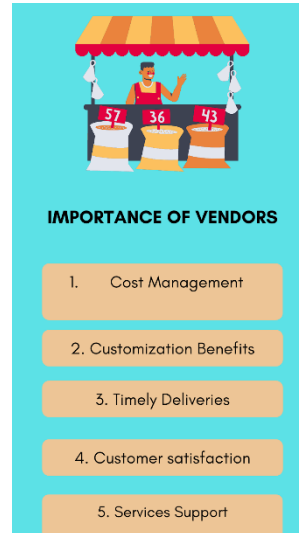 57 36 43
IMPORTANCE OF VENDORS
1. Cost Management
2. Customization Benefits
3. Timely Deliveries
4. Customer satisfaction
5. Services Support